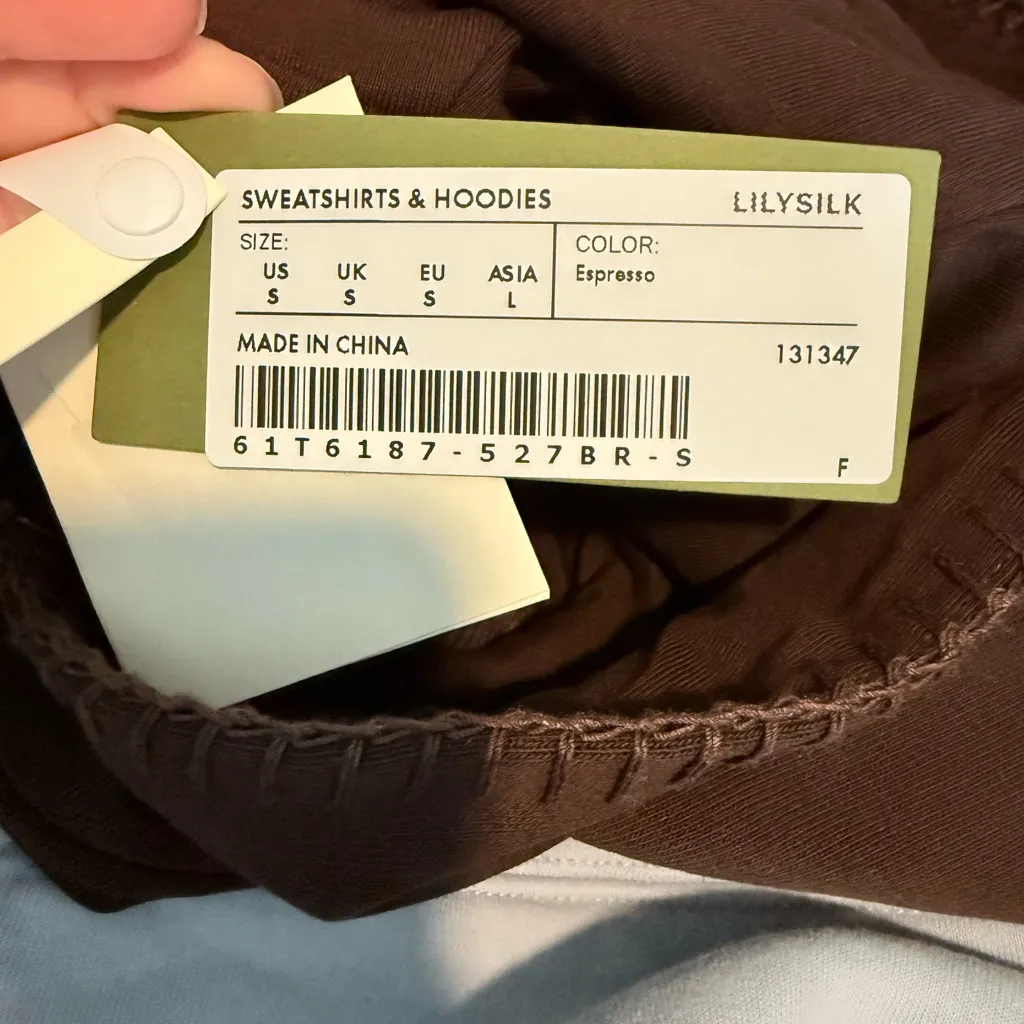 SWEATSHIRTS & HOODIES LILYSILK
SIZE: COLOR:
US UK EU ASIA Espresso
S S S L
MADE IN CHINA 131347
61T6187-527BR-S
F